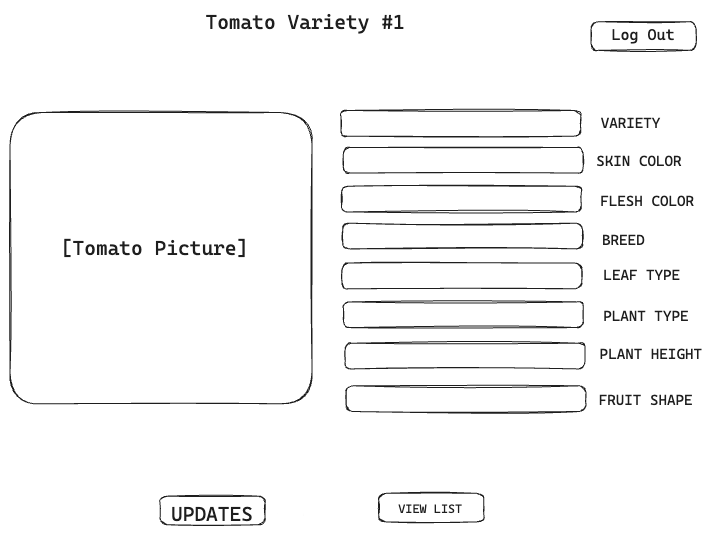 Tomato Variety #1
Log Out
[Tomato Picture]
VARIETY
SKIN COLOR
FLESH COLOR
BREED
LEAF TYPE
PLANT TYPE
PLANT HEIGHT
FRUIT SHAPE
UPDATES
VIEW LIST